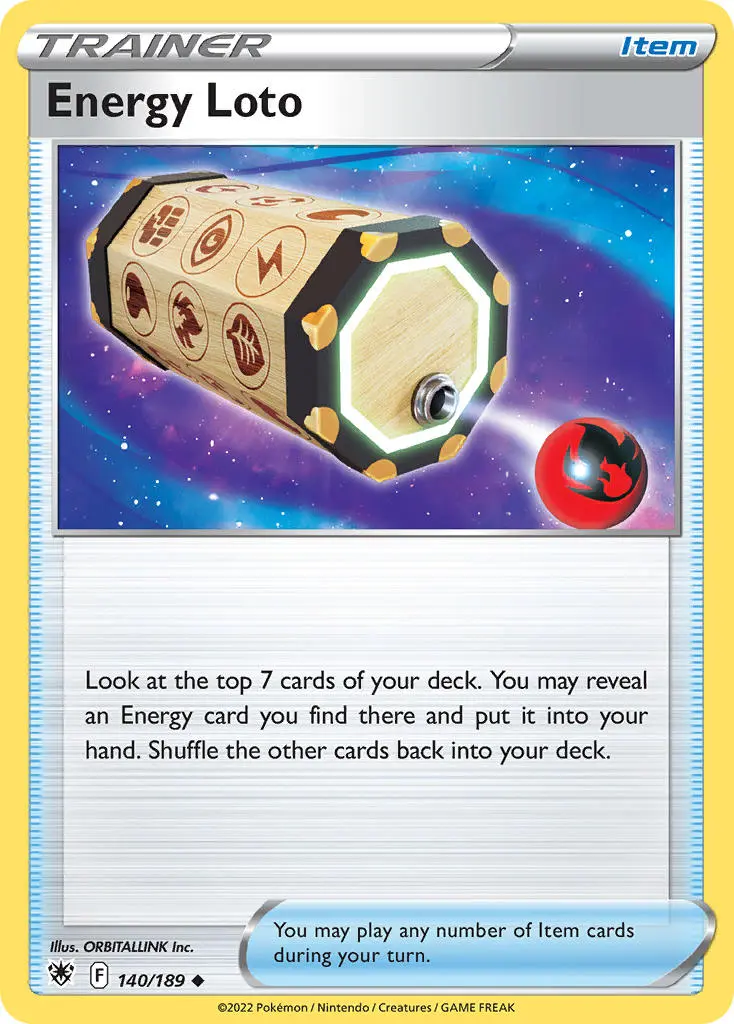 TRAINER
Item
Energy Loto
Look at the top 7 cards of your deck. You may reveal
an Energy card you find there and put it into your
hand. Shuffle the other cards back into your deck.
Illus. ORBITALLINK Inc.
You may play any number of Item cards
during your turn.
F 140/189
©2022 Pokémon / Nintendo / Creatures / GAME FREAK